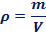 ρ = m/V